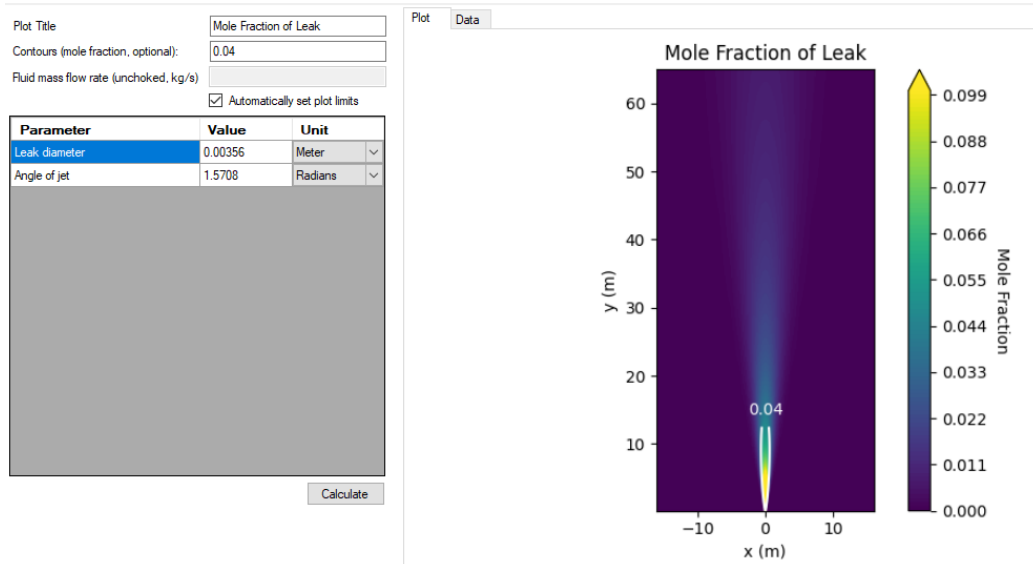 Plot Title
Mole Fraction of Leak
Contours (mole fraction, optional):
0.04
Fluid mass flow rate (unchoked, kg/s)
Automatically set plot limits
Parameter Value Unit
Leak diameter 0.00356 Meter
Angle of jet 1.5708 Radians
Calculate
Plot Data
Mole Fraction of Leak
60
50
40
30
20
10
y (m)
0.04
−10 0 10
x (m)
0.099
0.088
0.077
0.066
0.055
0.044
0.033
0.022
0.011
0.000
Mole Fraction